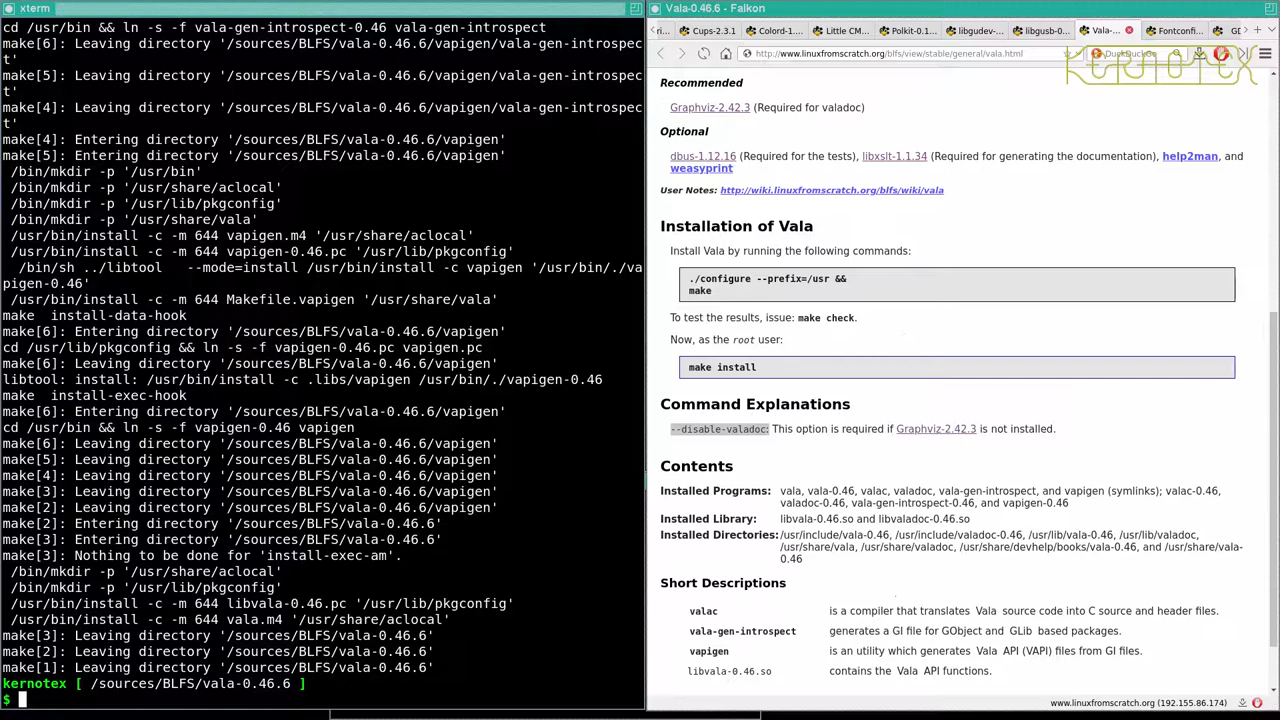 xterm
cd /usr/bin && ln -s -f vala-gen-introspect-0.46 vala-gen-introspect
make[6]: Leaving directory '/sources/BLFS/vala-0.46.6/vapigen/vala-gen-introspec
t'
make[5]: Leaving directory '/sources/BLFS/vala-0.46.6/vapigen/vala-gen-introspec
t'
make[4]: Leaving directory '/sources/BLFS/vala-0.46.6/vapigen/vala-gen-introspec
t'
make[4]: Entering directory '/sources/BLFS/vala-0.46.6/vapigen'
make[5]: Entering directory '/sources/BLFS/vala-0.46.6/vapigen'
/bin/mkdir -p '/usr/bin'
/bin/mkdir -p '/usr/share/aclocal'
/bin/mkdir -p '/usr/lib/pkgconfig'
/bin/mkdir -p '/usr/share/vala'
/usr/bin/install -c -m 644 vapigen.m4 '/usr/share/aclocal'
/usr/bin/install -c -m 644 vapigen-0.46.pc '/usr/lib/pkgconfig'
/bin/sh ../libtool   --mode=install /usr/bin/install -c vapigen '/usr/bin/./va
pigen-0.46'
/usr/bin/install -c -m 644 Makefile.vapigen '/usr/share/vala'
make  install-data-hook
make[6]: Entering directory '/sources/BLFS/vala-0.46.6/vapigen'
cd /usr/lib/pkgconfig && ln -s -f vapigen-0.46.pc vapigen.pc
make[6]: Leaving directory '/sources/BLFS/vala-0.46.6/vapigen'
libtool: install: /usr/bin/install -c .libs/vapigen /usr/bin/./vapigen-0.46
make  install-exec-hook
make[6]: Entering directory '/sources/BLFS/vala-0.46.6/vapigen'
cd /usr/bin && ln -s -f vapigen-0.46 vapigen
make[6]: Leaving directory '/sources/BLFS/vala-0.46.6/vapigen'
make[5]: Leaving directory '/sources/BLFS/vala-0.46.6/vapigen'
make[4]: Leaving directory '/sources/BLFS/vala-0.46.6/vapigen'
make[3]: Leaving directory '/sources/BLFS/vala-0.46.6/vapigen'
make[2]: Leaving directory '/sources/BLFS/vala-0.46.6/vapigen'
make[2]: Entering directory '/sources/BLFS/vala-0.46.6'
make[3]: Entering directory '/sources/BLFS/vala-0.46.6'
make[3]: Nothing to be done for 'install-exec-am'.
/bin/mkdir -p '/usr/share/aclocal'
/bin/mkdir -p '/usr/lib/pkgconfig'
/usr/bin/install -c -m 644 libvala-0.46.pc '/usr/lib/pkgconfig'
/usr/bin/install -c -m 644 vala.m4 '/usr/share/aclocal'
make[3]: Leaving directory '/sources/BLFS/vala-0.46.6'
make[2]: Leaving directory '/sources/BLFS/vala-0.46.6'
make[1]: Leaving directory '/sources/BLFS/vala-0.46.6'
kernotex [ /sources/BLFS/vala-0.46.6 ]
$
Vala-0.46.6 - Falkon
ri... Cups-2.3.1 Colord-1... Little CM... Polkit-0.1... libgudev-... libgusb-0... Vala-... Fontconfi... GD
http://www.linuxfromscratch.org/blfs/view/stable/general/vala.html DuckDuckGo
KERNOTEX
Recommended
Graphviz-2.42.3 (Required for valadoc)
Optional
dbus-1.12.16 (Required for the tests), libxslt-1.1.34 (Required for generating the documentation), help2man, and
weasyprint
User Notes: http://wiki.linuxfromscratch.org/blfs/wiki/vala
Installation of Vala
Install Vala by running the following commands:
./configure --prefix=/usr &&
make
To test the results, issue: make check.
Now, as the root user:
make install
Command Explanations
--disable-valadoc: This option is required if Graphviz-2.42.3 is not installed.
Contents
Installed Programs: vala, vala-0.46, valac, valadoc, vala-gen-introspect, and vapigen (symlinks); valac-0.46,
valadoc-0.46, vala-gen-introspect-0.46, and vapigen-0.46
Installed Library: libvala-0.46.so and libvaladoc-0.46.so
Installed Directories: /usr/include/vala-0.46, /usr/include/valadoc-0.46, /usr/lib/vala-0.46, /usr/lib/valadoc,
/usr/share/vala, /usr/share/valadoc, /usr/share/devhelp/books/vala-0.46, and /usr/share/vala-
0.46
Short Descriptions
valac is a compiler that translates Vala source code into C source and header files.
vala-gen-introspect generates a GI file for GObject and GLib based packages.
vapigen is an utility which generates Vala API (VAPI) files from GI files.
libvala-0.46.so contains the Vala API functions.
www.linuxfromscratch.org (192.155.86.174)